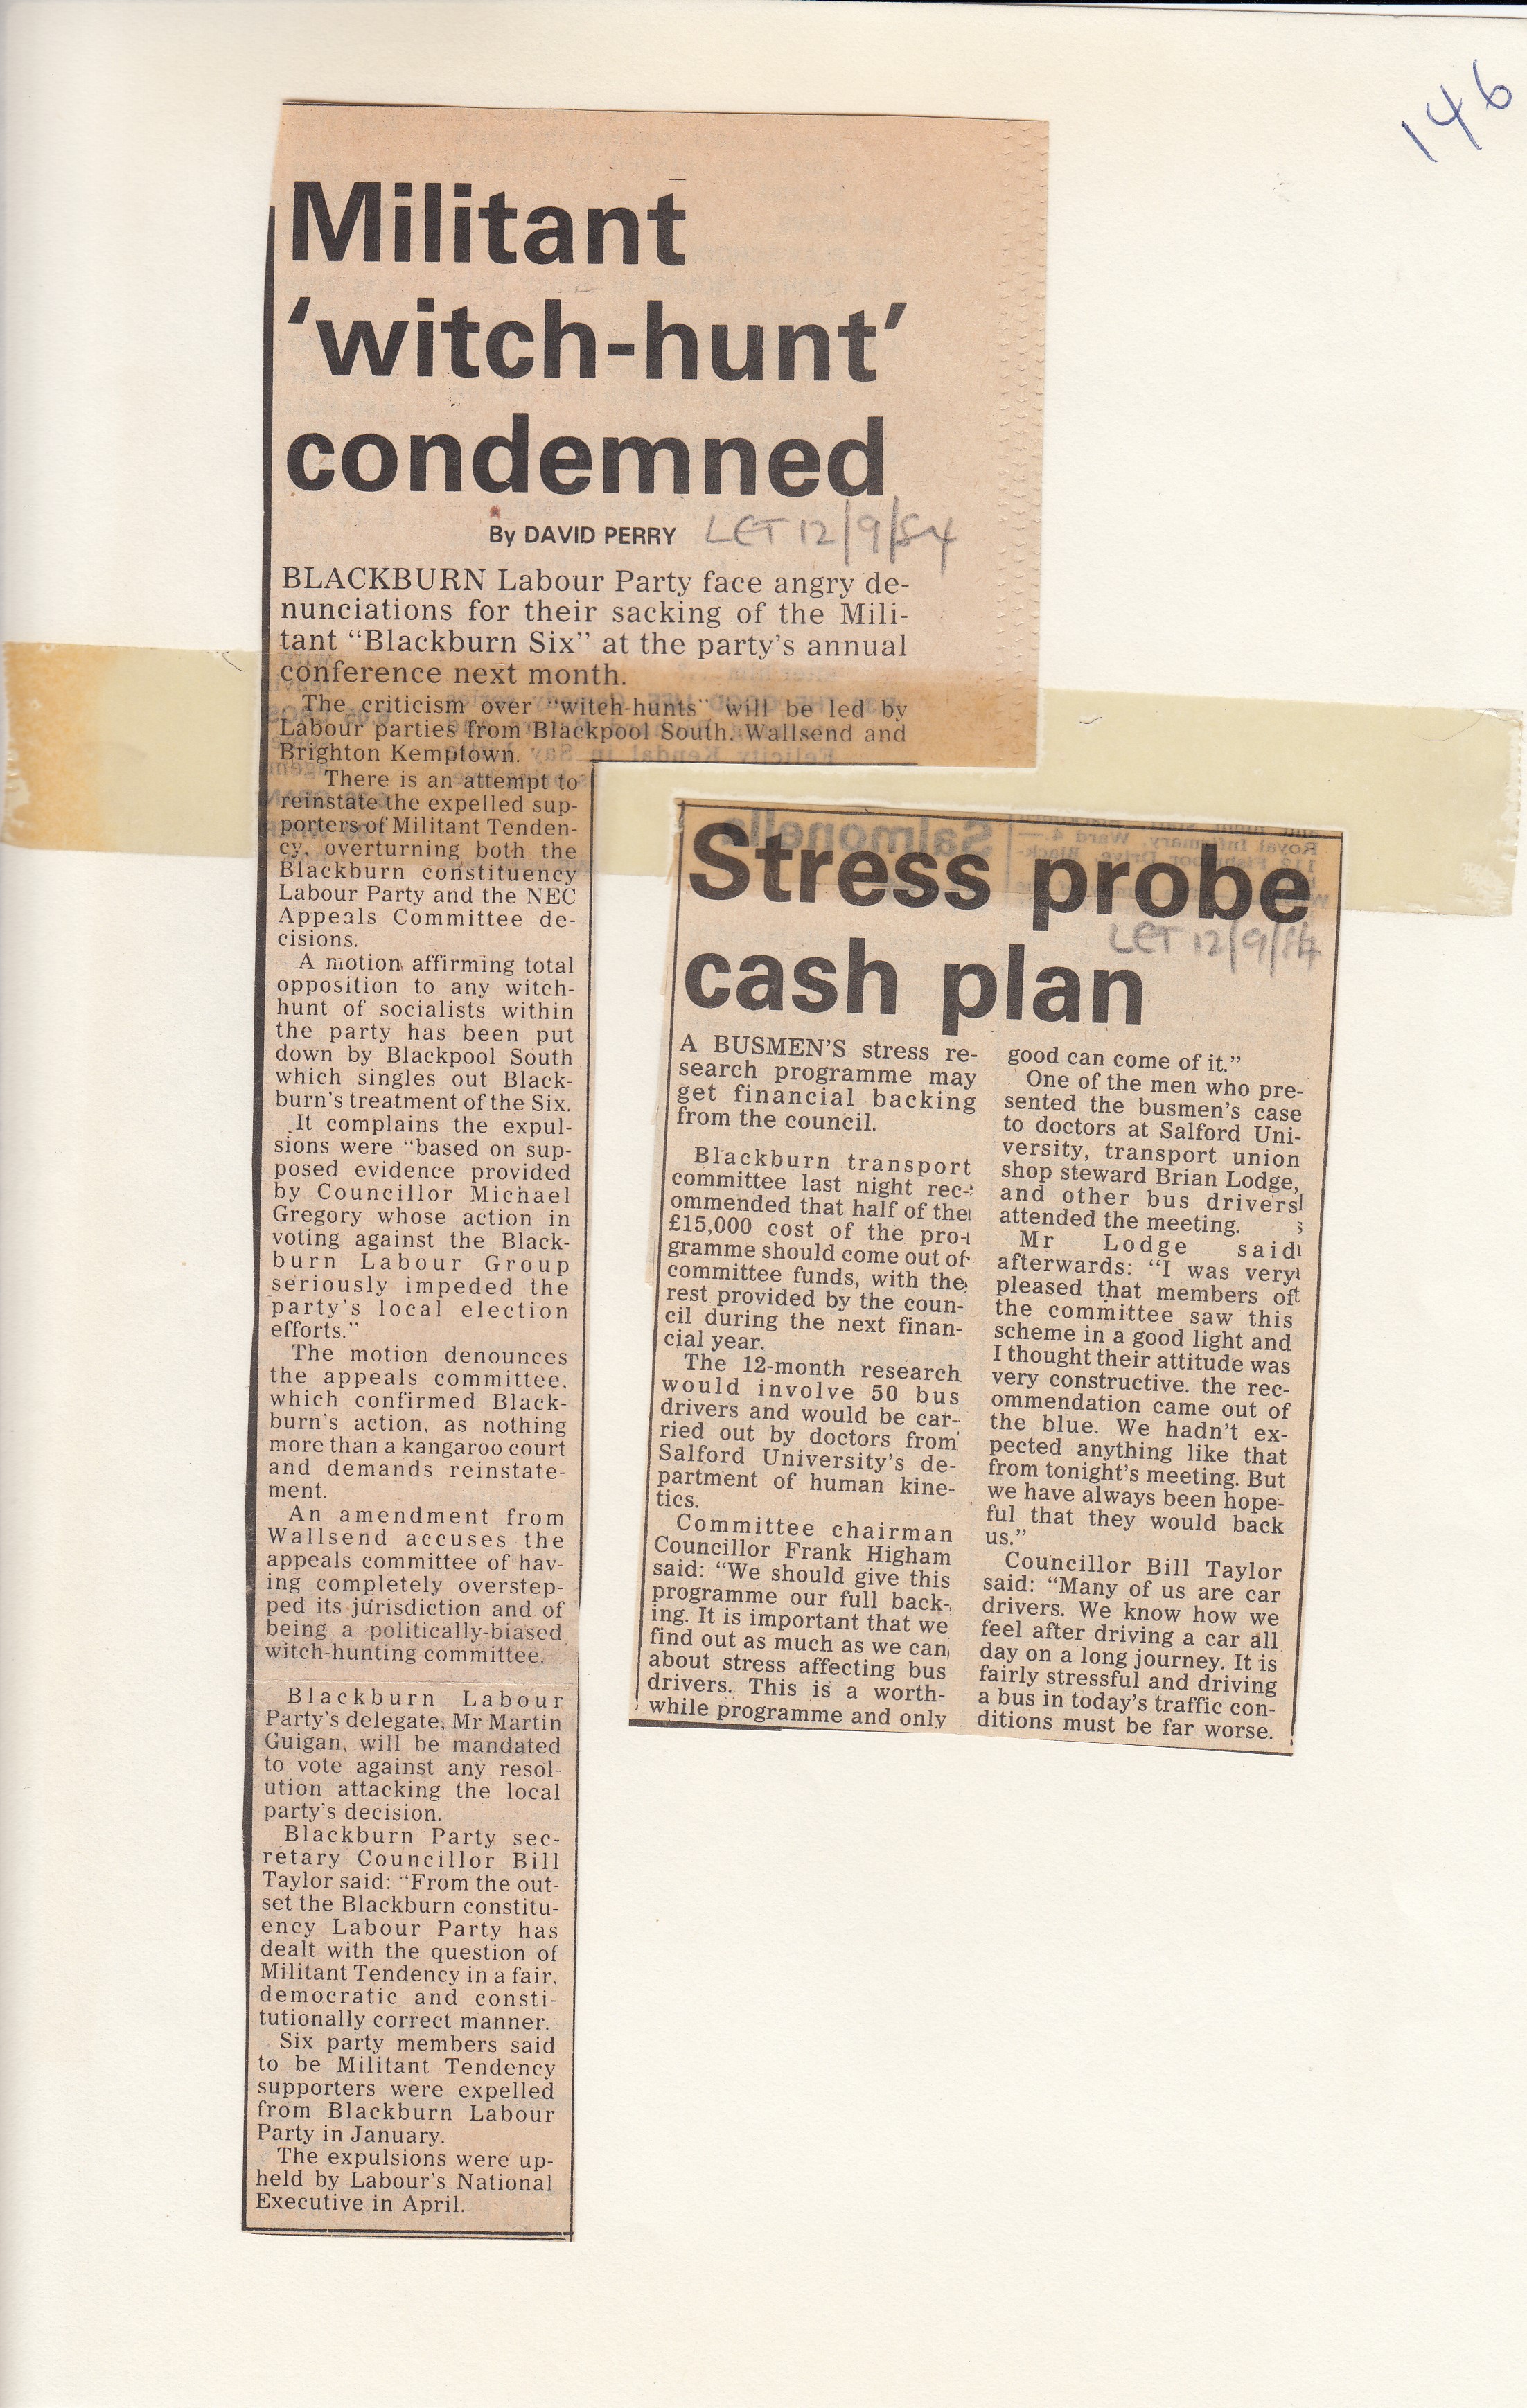 146
Militant
‘witch-hunt’
condemned
By DAVID PERRY LET 12/9/84
BLACKBURN Labour Party face angry de-
nunciations for their sacking of the Mili-
tant “Blackburn Six” at the party’s annual
conference next month.
The criticism over “witch-hunts” will be led by
Labour parties from Blackpool South, Wallsend and
Brighton Kemptown.
There is an attempt to
reinstate the expelled sup-
porters of Militant Tenden-
cy, overturning both the
Blackburn constituency
Labour Party and the NEC
Appeals Committee de-
cisions.
A motion affirming total
opposition to any witch-
hunt of socialists within
the party has been put
down by Blackpool South
which singles out Black-
burn’s treatment of the Six.
It complains the expul-
sions were “based on sup-
posed evidence provided
by Councillor Michael
Gregory whose action in
voting against the Black-
burn Labour Group
seriously impeded the
party’s local election
efforts.”
The motion denounces
the appeals committee,
which confirmed Black-
burn’s action, as nothing
more than a kangaroo court
and demands reinstate-
ment.
An amendment from
Wallsend accuses the
appeals committee of hav-
ing completely overstep-
ped its jurisdiction and of
being a politically-biased
witch-hunting committee.
Blackburn Labour
Party’s delegate, Mr Martin
Guigan, will be mandated
to vote against any resol-
ution attacking the local
party’s decision.
Blackburn Party sec-
retary Councillor Bill
Taylor said: “From the out-
set the Blackburn constitu-
ency Labour Party has
dealt with the question of
Militant Tendency in a fair,
democratic and consti-
tutionally correct manner.
Six party members said
to be Militant Tendency
supporters were expelled
from Blackburn Labour
Party in January.
The expulsions were up-
held by Labour’s National
Executive in April.
Stress probe
cash plan
LET 12/9/84
A BUSMEN’S stress re-
search programme may
get financial backing
from the council.
Blackburn transport
committee last night rec-
ommended that half of the
£15,000 cost of the pro-
gramme should come out of
committee funds, with the
rest provided by the coun-
cil during the next finan-
cial year.
The 12-month research
would involve 50 bus
drivers and would be car-
ried out by doctors from
Salford University’s de-
partment of human kine-
tics.
Committee chairman
Councillor Frank Higham
said: “We should give this
programme our full back-
ing. It is important that we
find out as much as we can
about stress affecting bus
drivers. This is a worth-
while programme and only
good can come of it.”
One of the men who pre-
sented the busmen’s case
to doctors at Salford Uni-
versity, transport union
shop steward Brian Lodge,
and other bus drivers
attended the meeting.
Mr Lodge said
afterwards: “I was very
pleased that members of
the committee saw this
scheme in a good light and
I thought their attitude was
very constructive. the rec-
ommendation came out of
the blue. We hadn’t ex-
pected anything like that
from tonight’s meeting. But
we have always been hope-
ful that they would back
us.”
Councillor Bill Taylor
said: “Many of us are car
drivers. We know how we
feel after driving a car all
day on a long journey. It is
fairly stressful and driving
a bus in today’s traffic con-
ditions must be far worse.